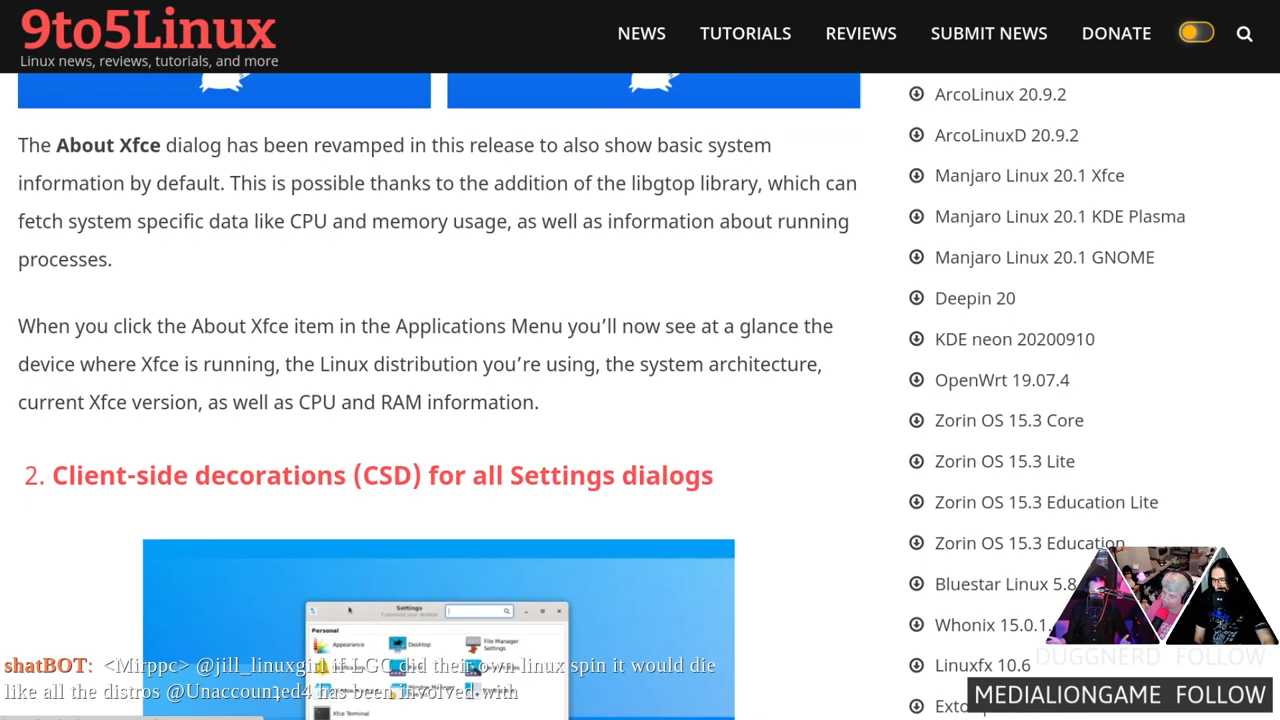 9to5Linux
Linux news, reviews, tutorials, and more
NEWS TUTORIALS REVIEWS SUBMIT NEWS DONATE
The About Xfce dialog has been revamped in this release to also show basic system
information by default. This is possible thanks to the addition of the libgtop library, which can
fetch system specific data like CPU and memory usage, as well as information about running
processes.
When you click the About Xfce item in the Applications Menu you’ll now see at a glance the
device where Xfce is running, the Linux distribution you’re using, the system architecture,
current Xfce version, as well as CPU and RAM information.
2. Client-side decorations (CSD) for all Settings dialogs
Settings
Personal
Appearance
Desktop
File Manager
Settings
Xfce Terminal
ArcoLinux 20.9.2
ArcoLinuxD 20.9.2
Manjaro Linux 20.1 Xfce
Manjaro Linux 20.1 KDE Plasma
Manjaro Linux 20.1 GNOME
Deepin 20
KDE neon 20200910
OpenWrt 19.07.4
Zorin OS 15.3 Core
Zorin OS 15.3 Lite
Zorin OS 15.3 Education Lite
Zorin OS 15.3 Education
Bluestar Linux 5.8
Whonix 15.0.1.
Linuxfx 10.6
shatBOT: <Mirppc> @jill_linuxgirl if LGC did their own linux spin it would die
like all the distros @Unaccoun7ed4 has been involved with
DUGGNERD FOLLOW
MEDIALIONGAME FOLLOW